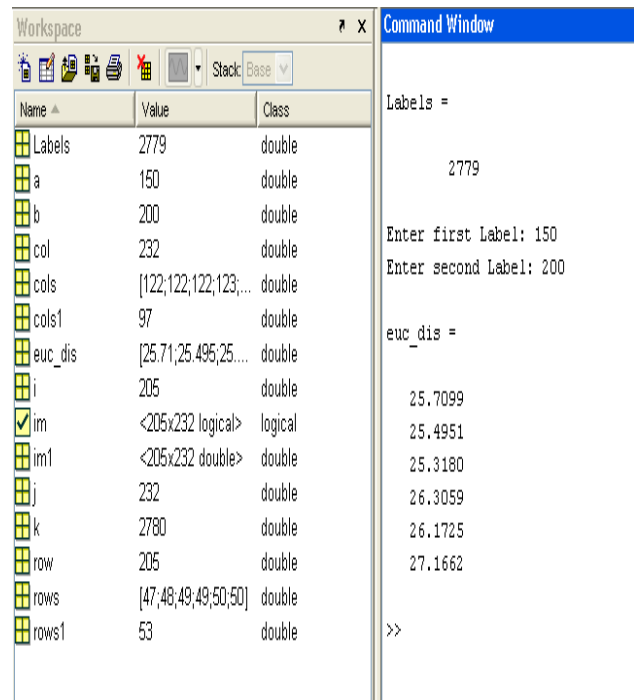 Workspace
Stack: Base
Name Value Class
Labels 2779 double
a 150 double
b 200 double
col 232 double
cols [122;122;122;123;... double
cols1 97 double
euc_dis [25.71;25.495;25.... double
i 205 double
im <205x232 logical> logical
im1 <205x232 double> double
j 232 double
k 2780 double
row 205 double
rows [47;48;49;49;50;50] double
rows1 53 double
Command Window
Labels =
2779
Enter first Label: 150
Enter second Label: 200
euc_dis =
25.7099
25.4951
25.3180
26.3059
26.1725
27.1662
>>